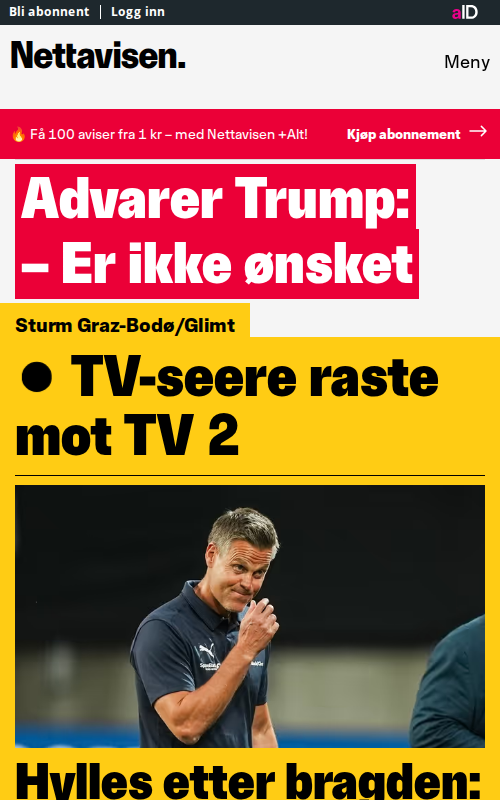 Bli abonnent | Logg inn
aID
Nettavisen.
Meny
🔥 Få 100 aviser fra 1 kr – med Nettavisen +Alt!
Kjøp abonnement →
Advarer Trump:
– Er ikke ønsket
Sturm Graz-Bodø/Glimt
● TV-seere raste
mot TV 2
Hylles etter bragden: